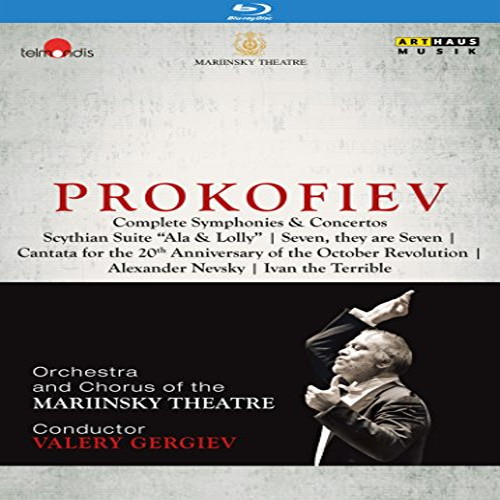 Blu-ray Disc
telmondis
MARIINSKY THEATRE
ARTHAUS
MUSIK
PROKOFIEV
Complete Symphonies & Concertos
Scythian Suite “Ala & Lolly” | Seven, they are Seven |
Cantata for the 20th Anniversary of the October Revolution |
Alexander Nevsky | Ivan the Terrible
Orchestra
and Chorus of the
MARIINSKY THEATRE
Conductor
VALERY GERGIEV